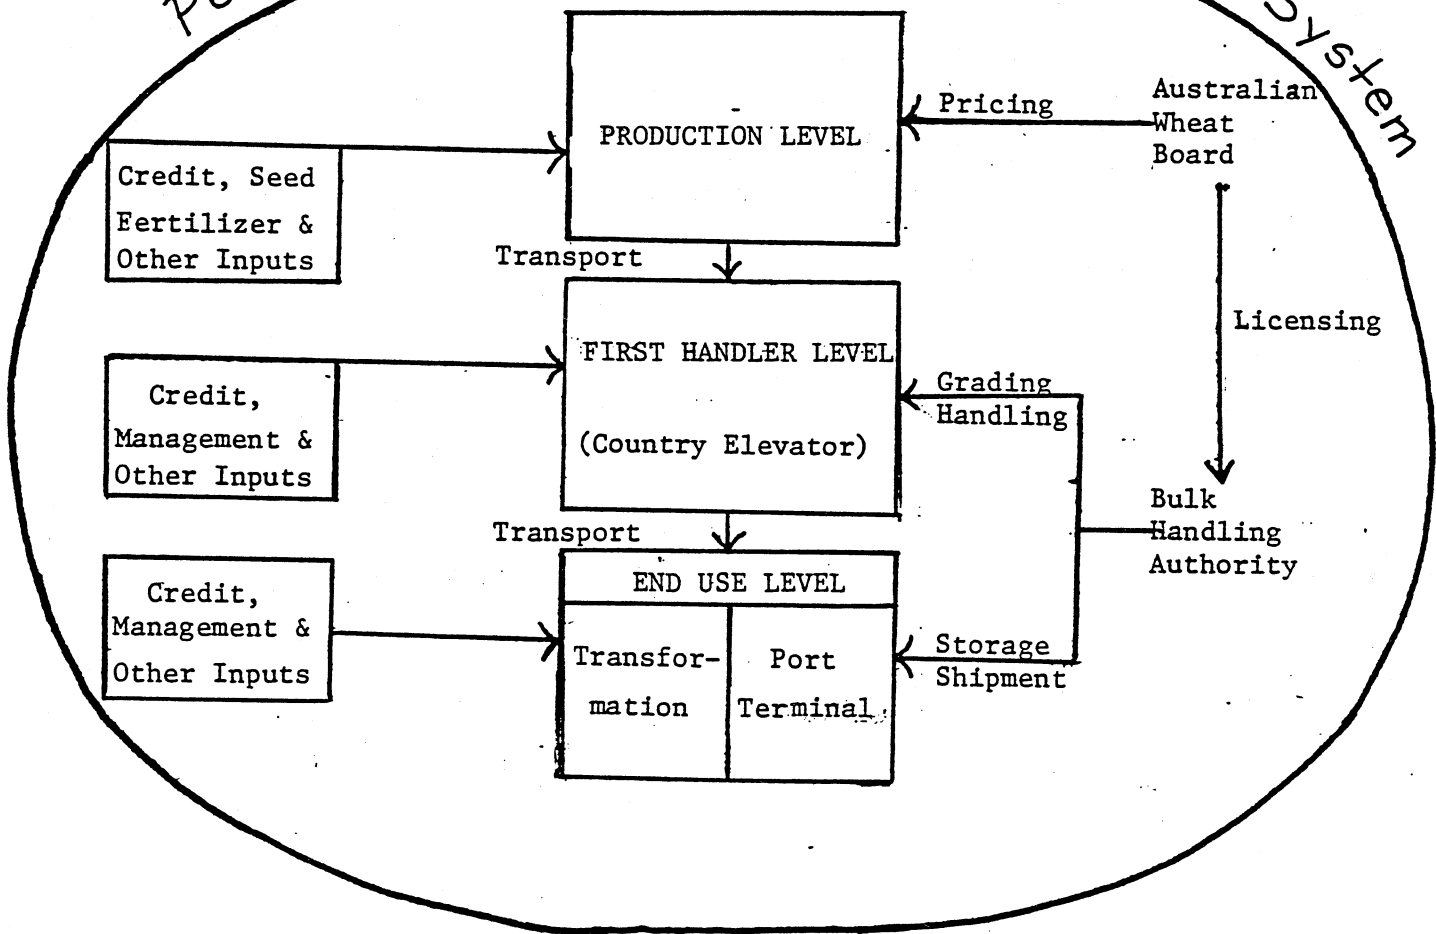 System
PRODUCTION LEVEL
Pricing
Australian
Wheat
Board
Credit, Seed
Fertilizer &
Other Inputs
Transport
Licensing
FIRST HANDLER LEVEL
(Country Elevator)
Credit,
Management &
Other Inputs
Grading
Handling
Bulk
Handling
Authority
Transport
END USE LEVEL
Transfor-
mation
Port
Terminal
Credit,
Management &
Other Inputs
Storage
Shipment